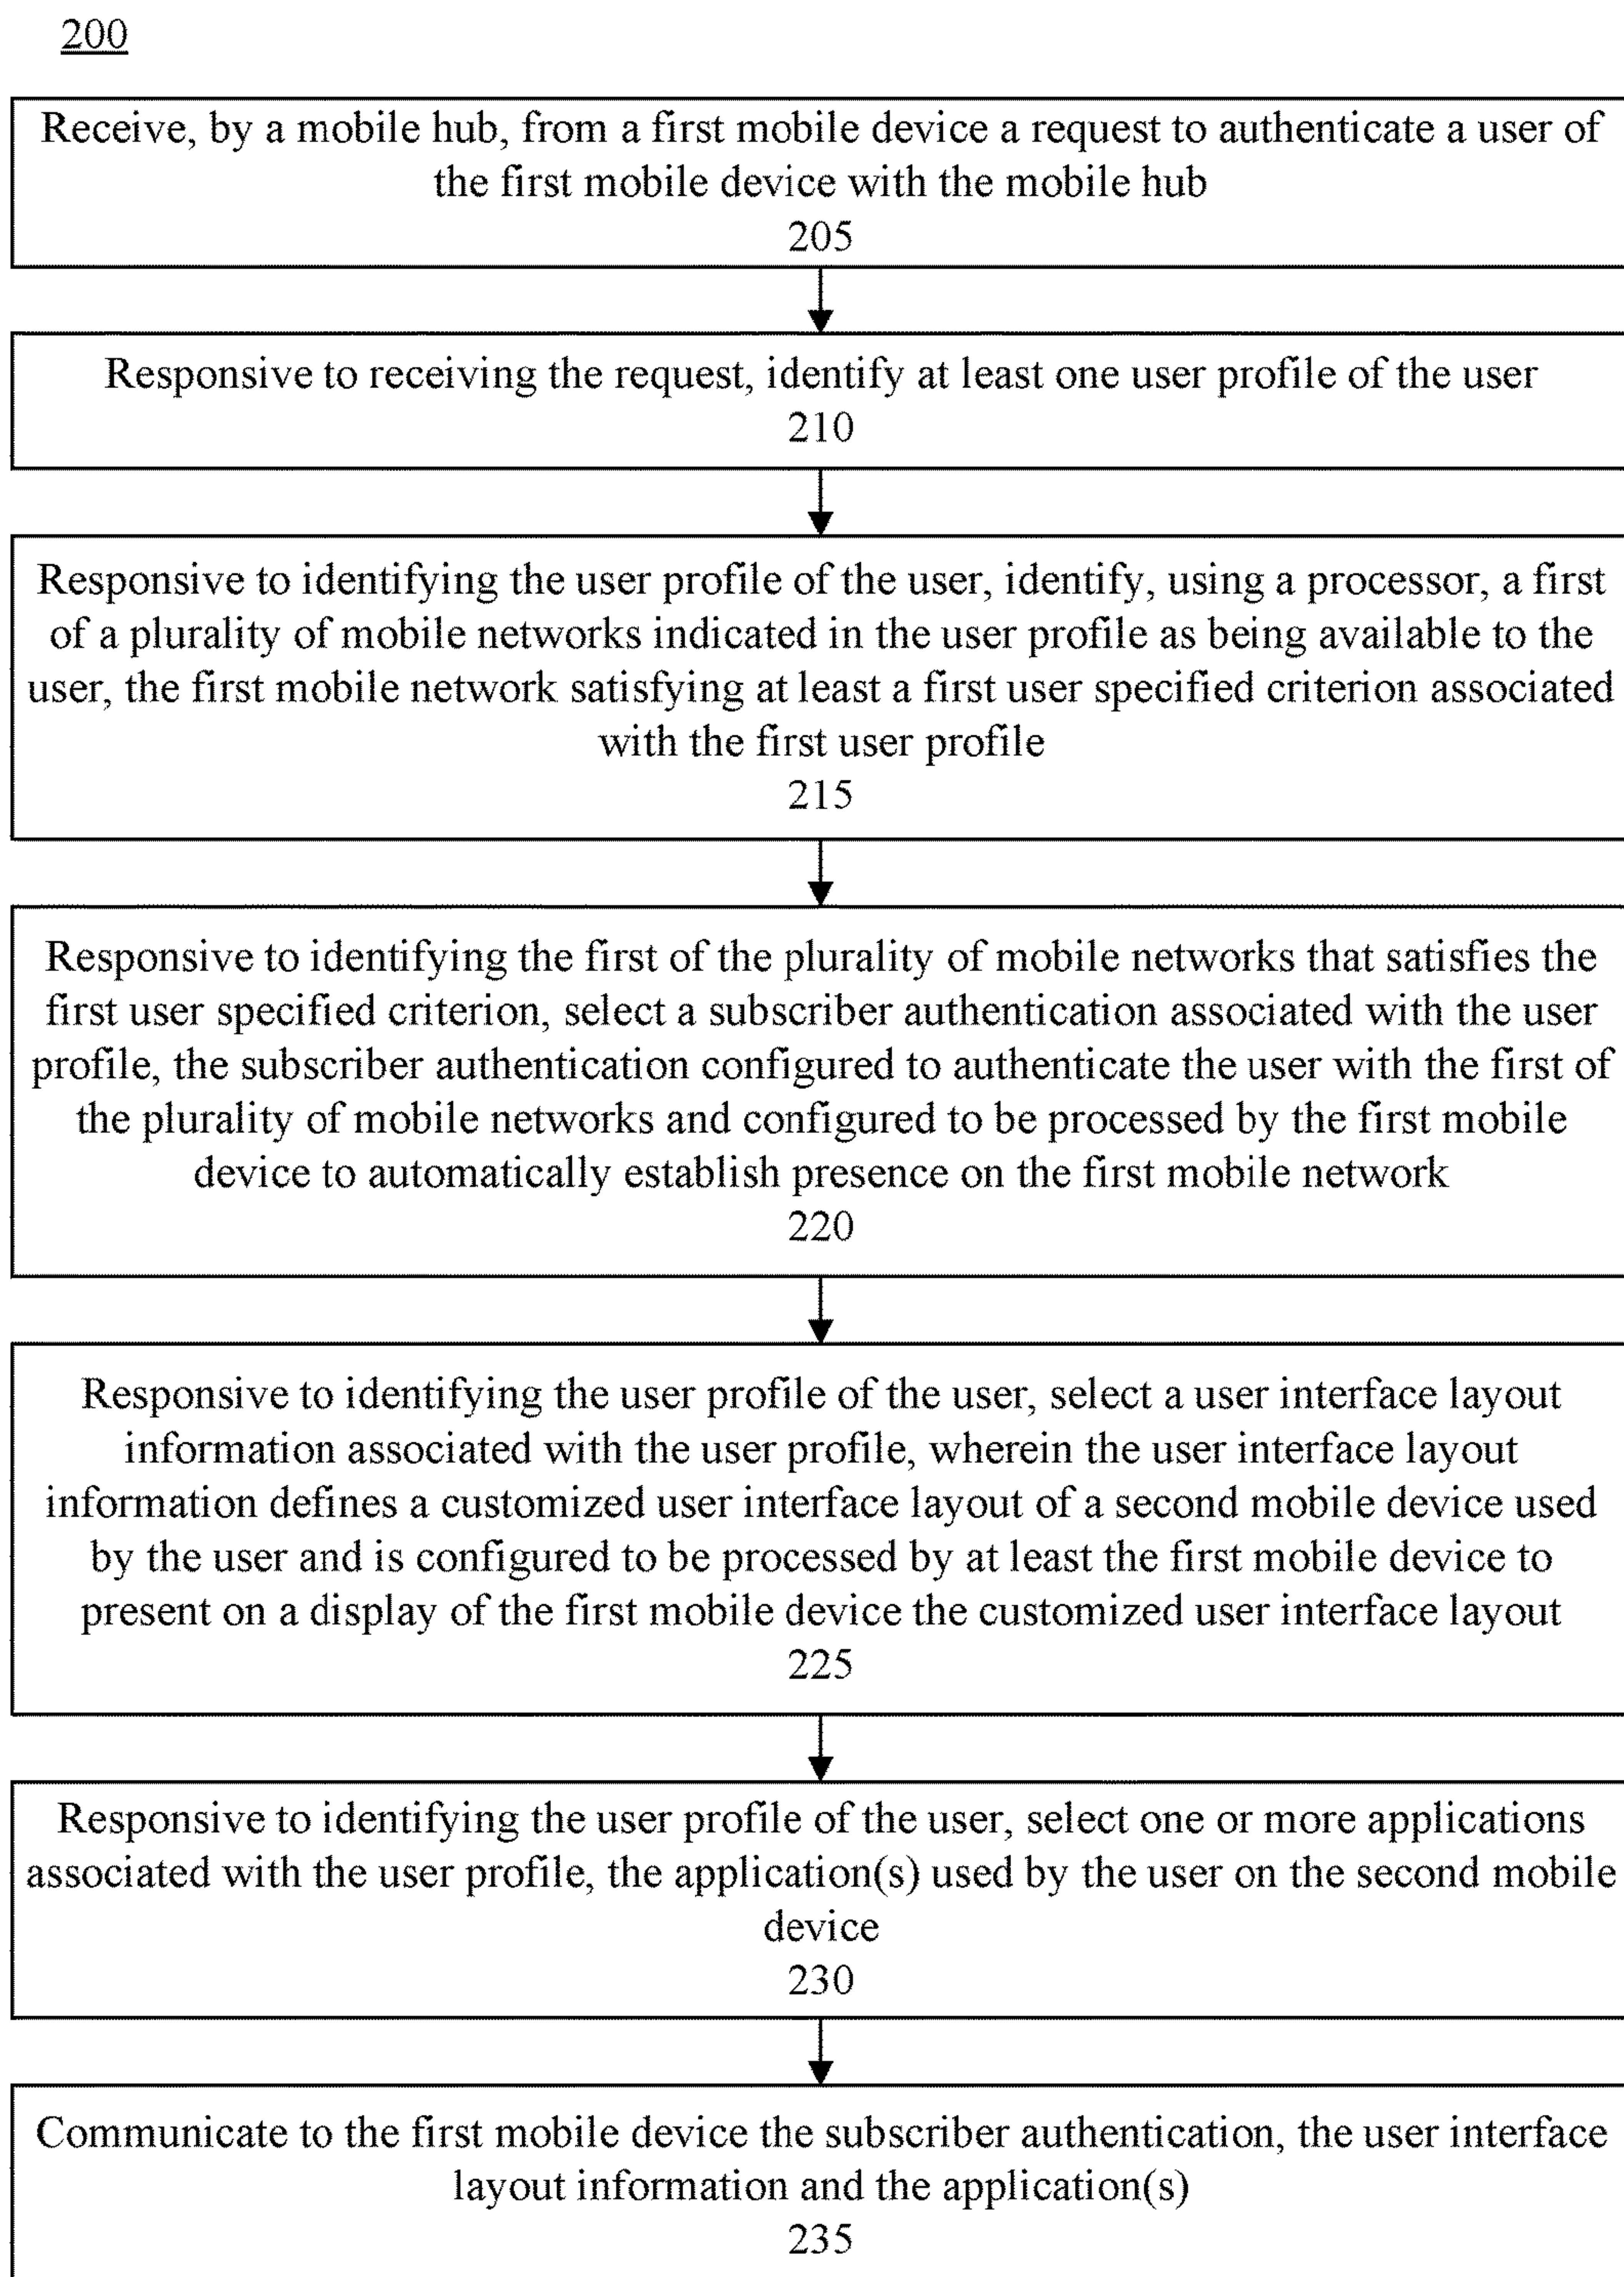 200
Receive, by a mobile hub, from a first mobile device a request to authenticate a user of
the first mobile device with the mobile hub
205
Responsive to receiving the request, identify at least one user profile of the user
210
Responsive to identifying the user profile of the user, identify, using a processor, a first
of a plurality of mobile networks indicated in the user profile as being available to the
user, the first mobile network satisfying at least a first user specified criterion associated
with the first user profile
215
Responsive to identifying the first of the plurality of mobile networks that satisfies the
first user specified criterion, select a subscriber authentication associated with the user
profile, the subscriber authentication configured to authenticate the user with the first of
the plurality of mobile networks and configured to be processed by the first mobile
device to automatically establish presence on the first mobile network
220
Responsive to identifying the user profile of the user, select a user interface layout
information associated with the user profile, wherein the user interface layout
information defines a customized user interface layout of a second mobile device used
by the user and is configured to be processed by at least the first mobile device to
present on a display of the first mobile device the customized user interface layout
225
Responsive to identifying the user profile of the user, select one or more applications
associated with the user profile, the application(s) used by the user on the second mobile
device
230
Communicate to the first mobile device the subscriber authentication, the user interface
layout information and the application(s)
235